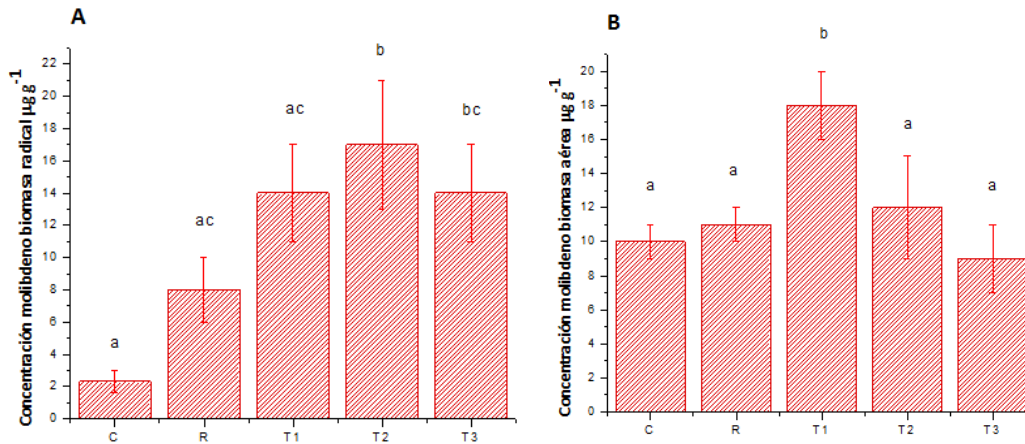 A
Concentración molibdeno biomasa radical µg g⁻¹
22
20
18
16
14
12
10
8
6
4
2
0
a
ac
ac
b
bc
C R T1 T2 T3
B
Concentración molibdeno biomasa aérea µg g⁻¹
20
18
16
14
12
10
8
6
4
2
0
a
a
b
a
a
C R T1 T2 T3